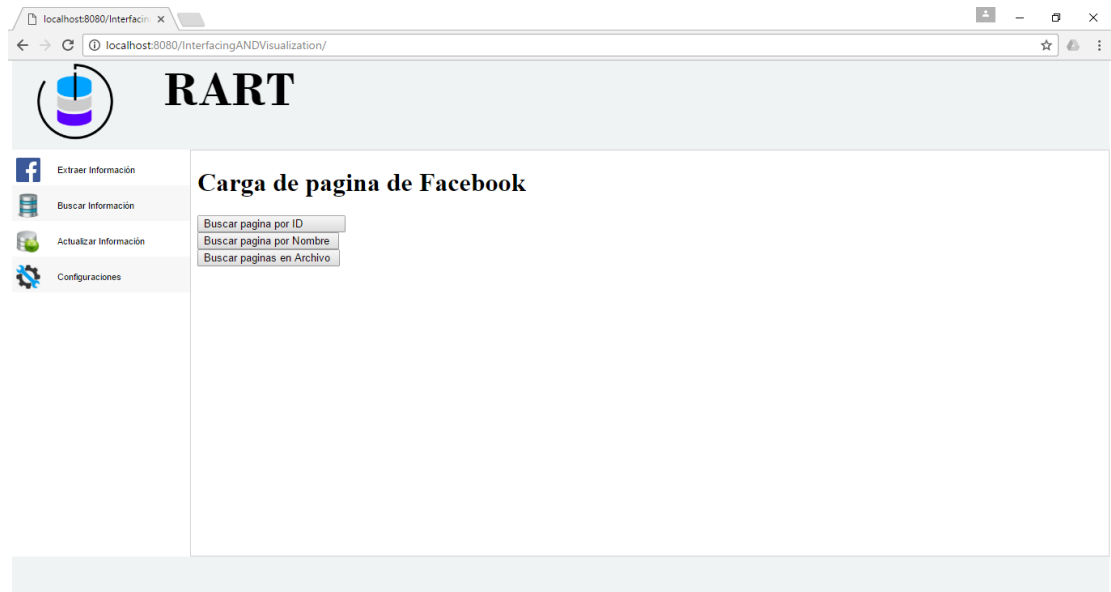 localhost:8080/Interfacin
localhost:8080/InterfacingANDVisualization/
RART
Extraer Información
Buscar Información
Actualizar Información
Configuraciones
Carga de pagina de Facebook
Buscar pagina por ID
Buscar pagina por Nombre
Buscar paginas en Archivo